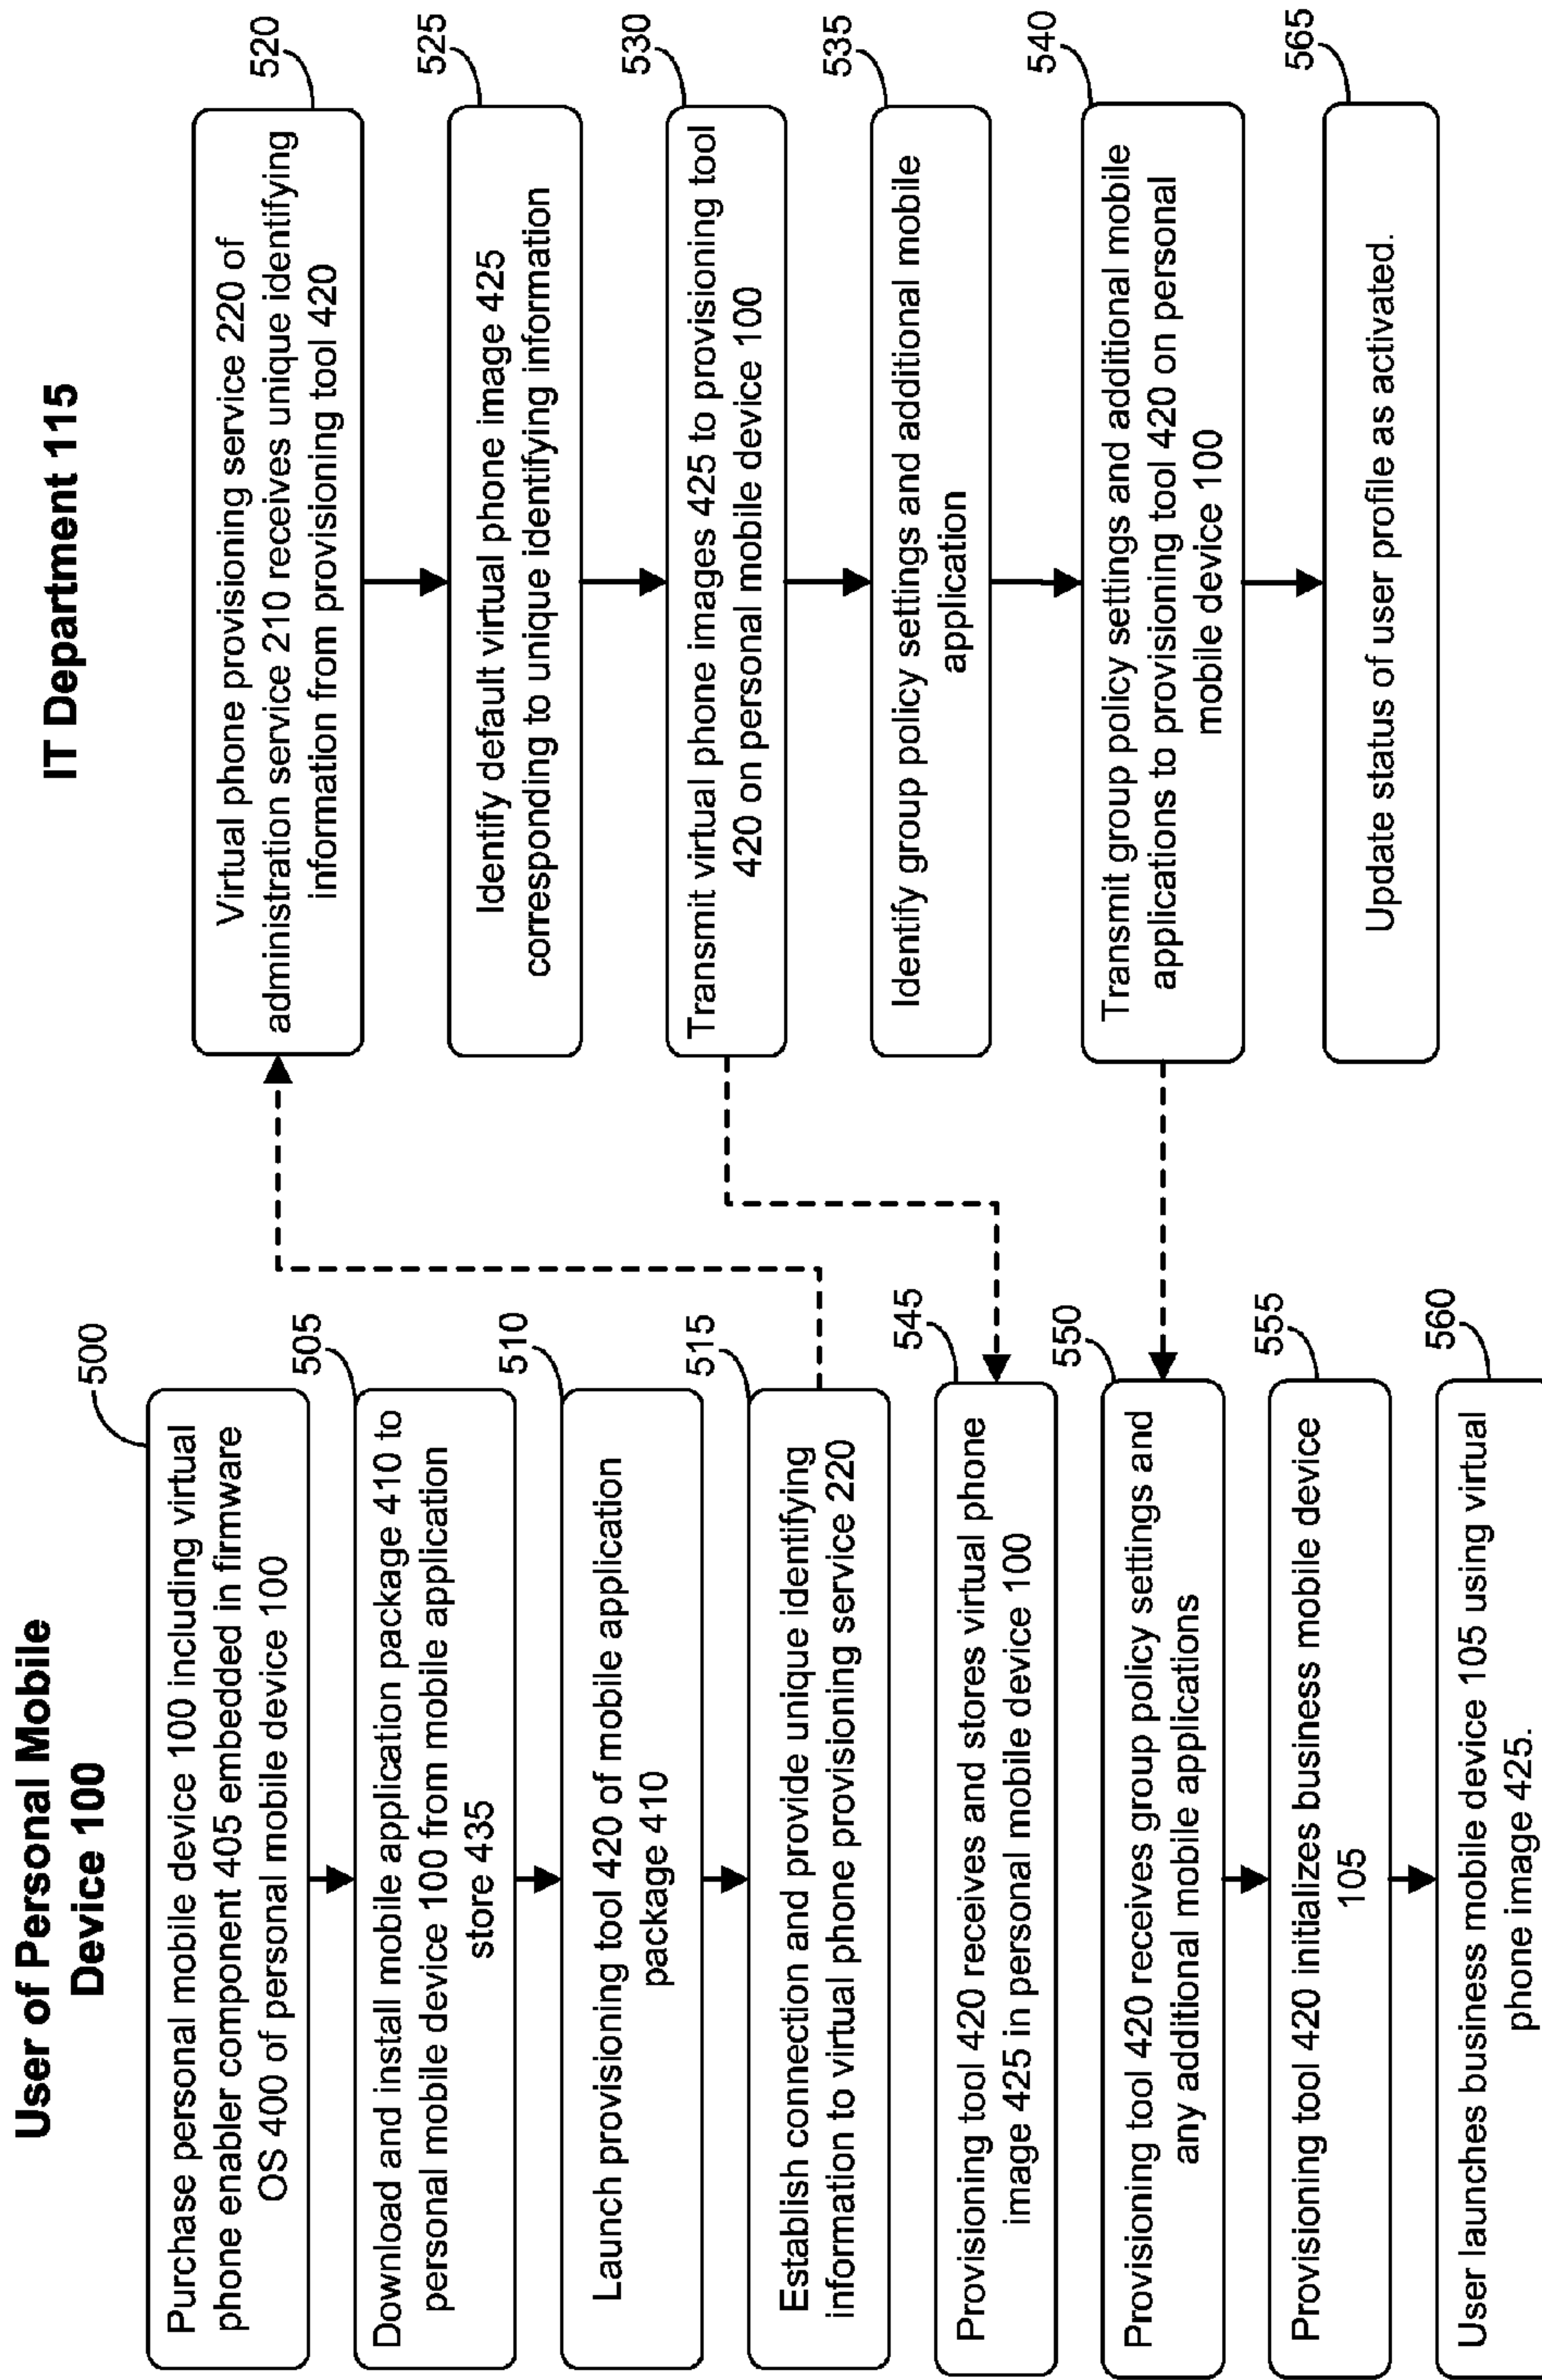 User of Personal Mobile
Device 100
500
Purchase personal mobile device 100 including virtual
phone enabler component 405 embedded in firmware
OS 400 of personal mobile device 100
505
Download and install mobile application package 410 to
personal mobile device 100 from mobile application
store 435
510
Launch provisioning tool 420 of mobile application
package 410
515
Establish connection and provide unique identifying
information to virtual phone provisioning service 220
545
Provisioning tool 420 receives and stores virtual phone
image 425 in personal mobile device 100
550
Provisioning tool 420 receives group policy settings and
any additional mobile applications
555
Provisioning tool 420 initializes business mobile device
105
560
User launches business mobile device 105 using virtual
phone image 425.
IT Department 115
520
Virtual phone provisioning service 220 of
administration service 210 receives unique identifying
information from provisioning tool 420
525
Identify default virtual phone image 425
corresponding to unique identifying information
530
Transmit virtual phone images 425 to provisioning tool
420 on personal mobile device 100
535
Identify group policy settings and additional mobile
application
540
Transmit group policy settings and additional mobile
applications to provisioning tool 420 on personal
mobile device 100
565
Update status of user profile as activated.